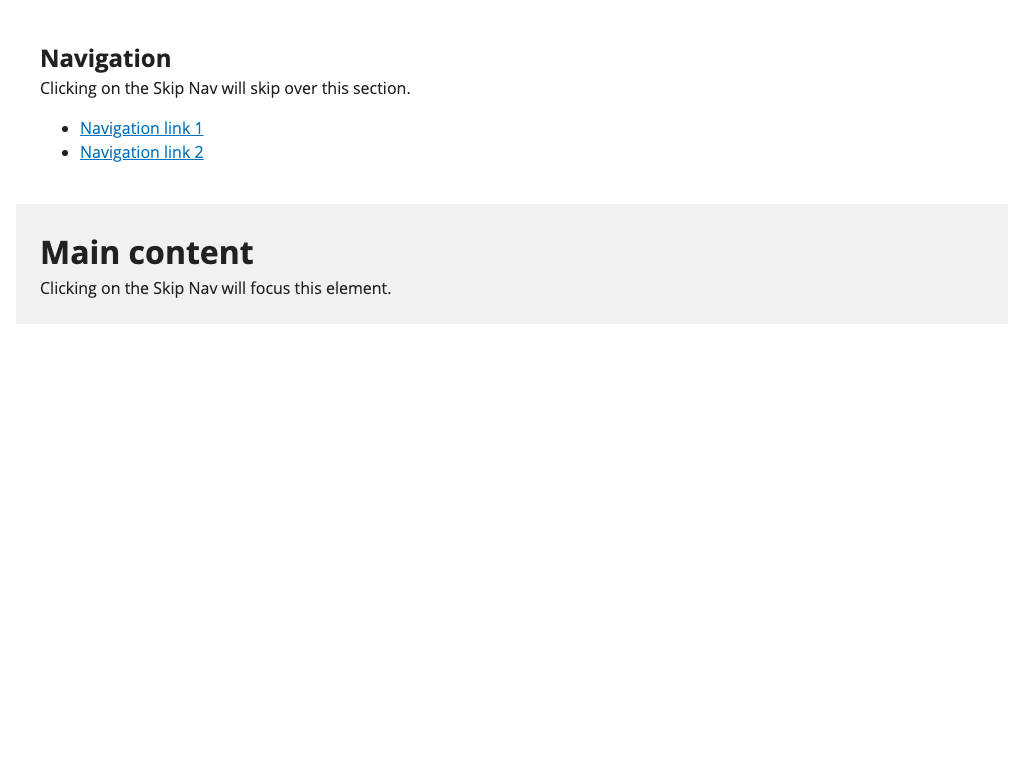 Navigation
Clicking on the Skip Nav will skip over this section.
Navigation link 1
Navigation link 2
Main content
Clicking on the Skip Nav will focus this element.